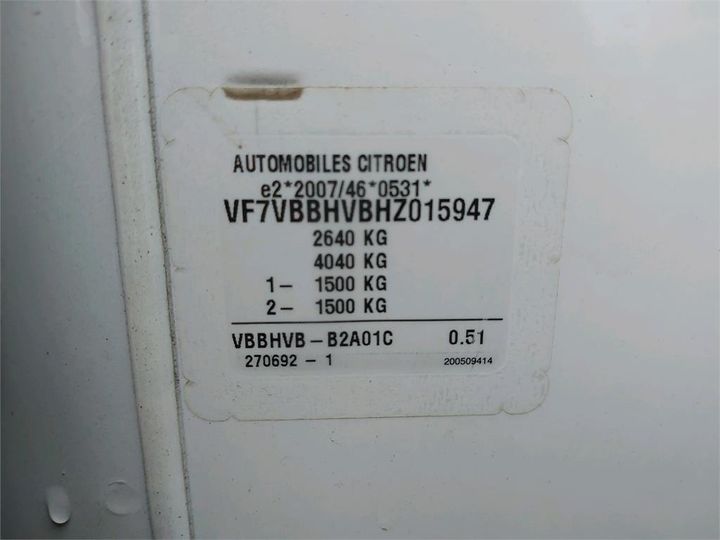 AUTOMOBILES CITROEN
e2*2007/46*0531*
VF7VBBHVBHZ015947
2640 KG
4040 KG
1- 1500 KG
2- 1500 KG
VBBHVB-B2A01C 0.51
270692-1 200509414